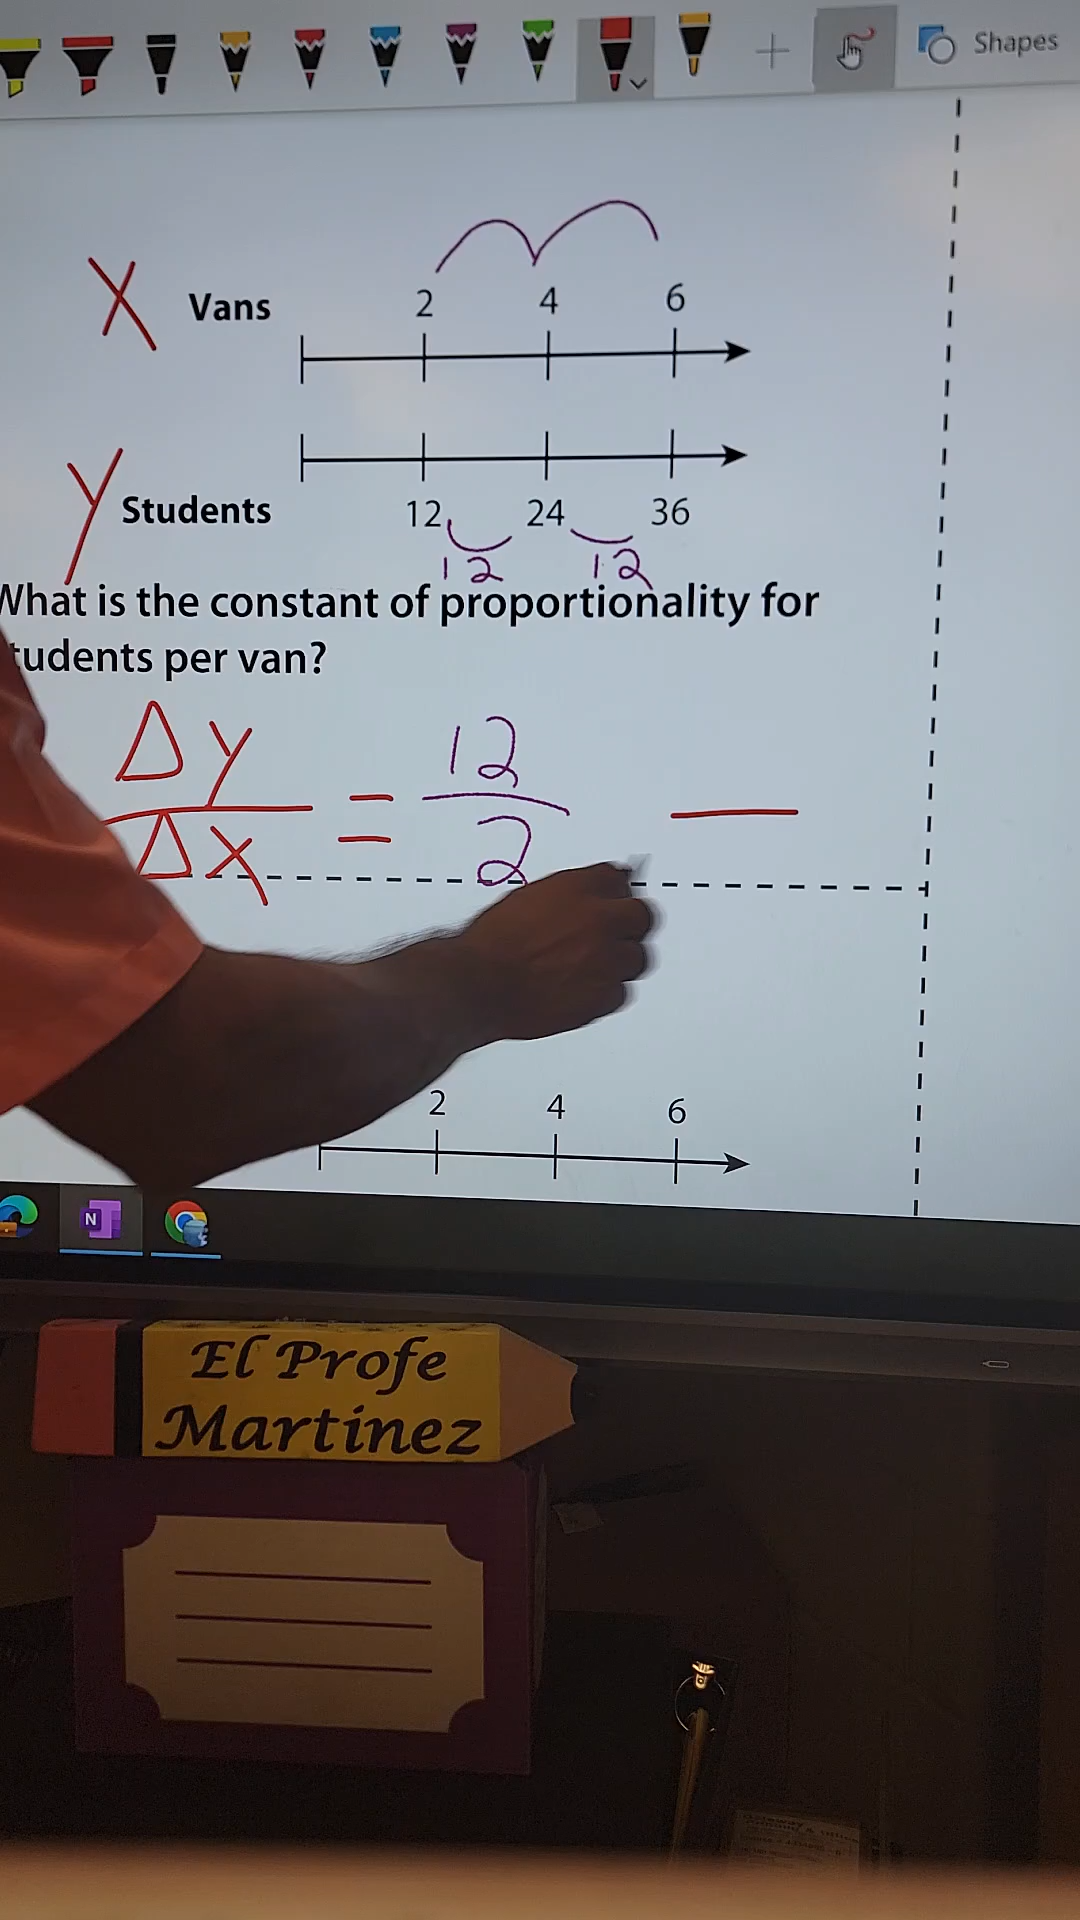 Shapes
X Vans 2 4 6
y Students 12 24 36
12 12
What is the constant of proportionality for
tudents per van?
Δy 12
= —
Δx 2
2 4 6
N
El Profe
Martinez